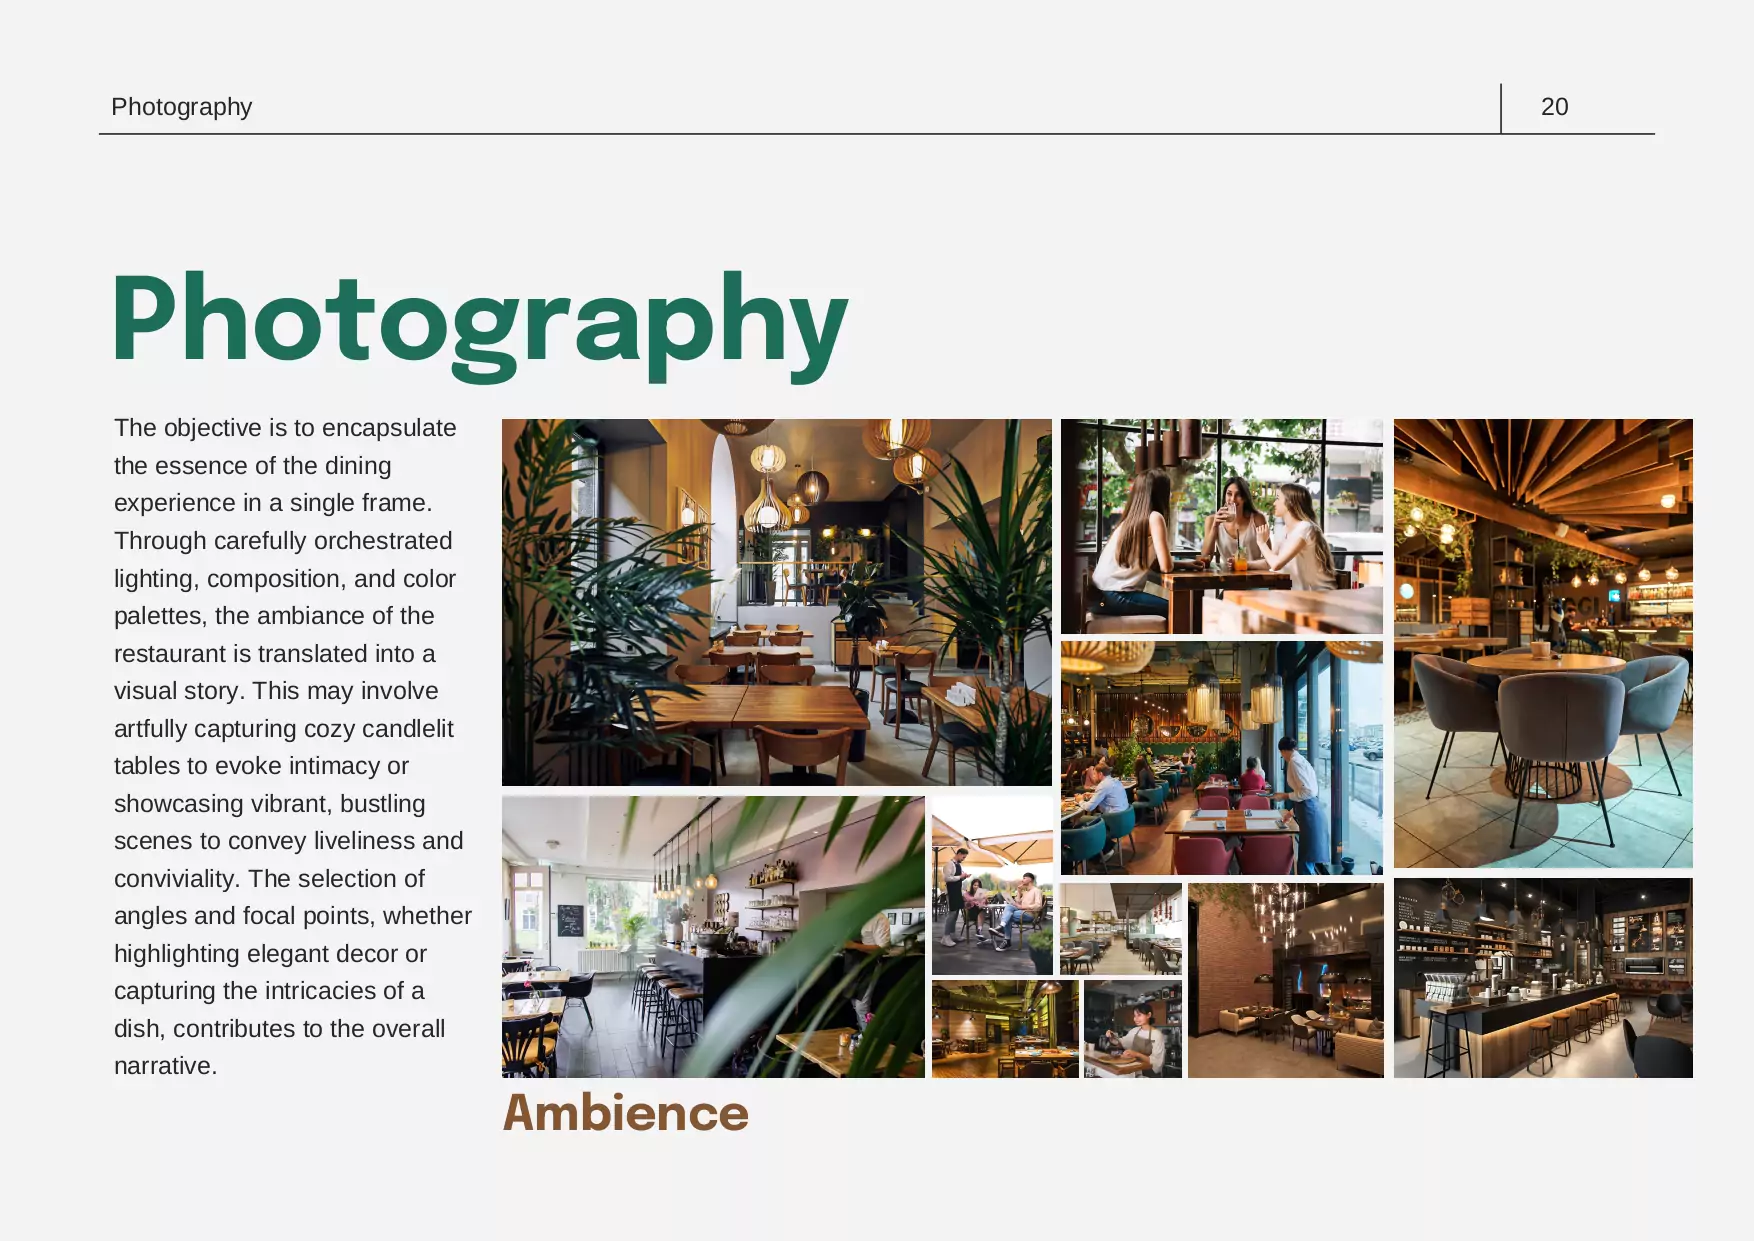 Photography
20
Photography
The objective is to encapsulate
the essence of the dining
experience in a single frame.
Through carefully orchestrated
lighting, composition, and color
palettes, the ambiance of the
restaurant is translated into a
visual story. This may involve
artfully capturing cozy candlelit
tables to evoke intimacy or
showcasing vibrant, bustling
scenes to convey liveliness and
conviviality. The selection of
angles and focal points, whether
highlighting elegant decor or
capturing the intricacies of a
dish, contributes to the overall
narrative.
Ambience